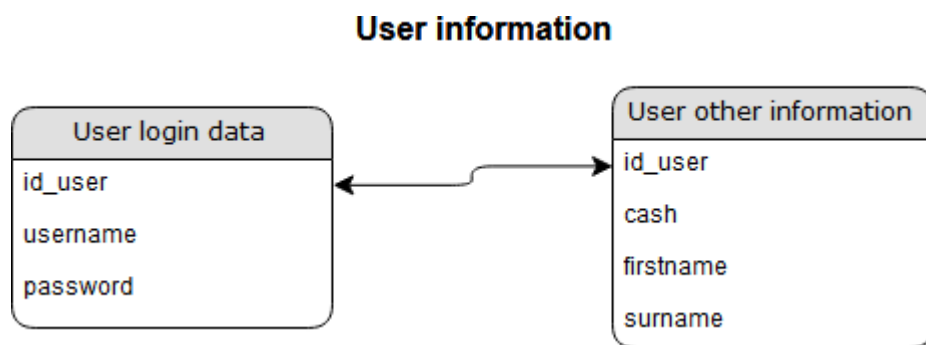 User information
User login data
id_user
username
password
User other information
id_user
cash
firstname
surname